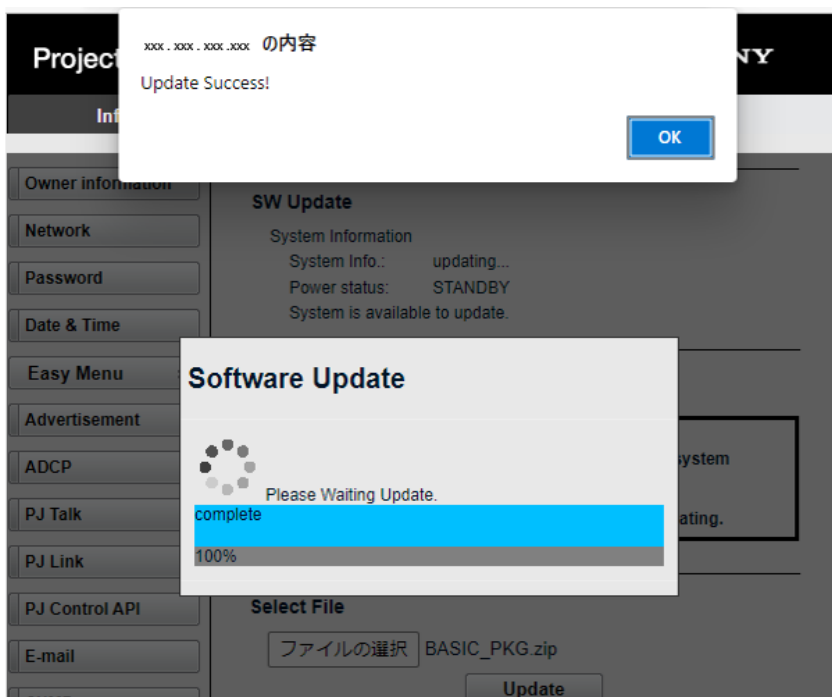 xxx.xxx.xxx.xxx の内容
Update Success!
OK
Project
NY
Inf
Owner information
Network
Password
Date & Time
Easy Menu
Advertisement
ADCP
PJ Talk
PJ Link
PJ Control API
E-mail
SW Update
System Information
System Info.: updating...
Power status: STANDBY
System is available to update.
Software Update
Please Waiting Update.
complete
100%
system
ating.
Select File
ファイルの選択 BASIC_PKG.zip
Update